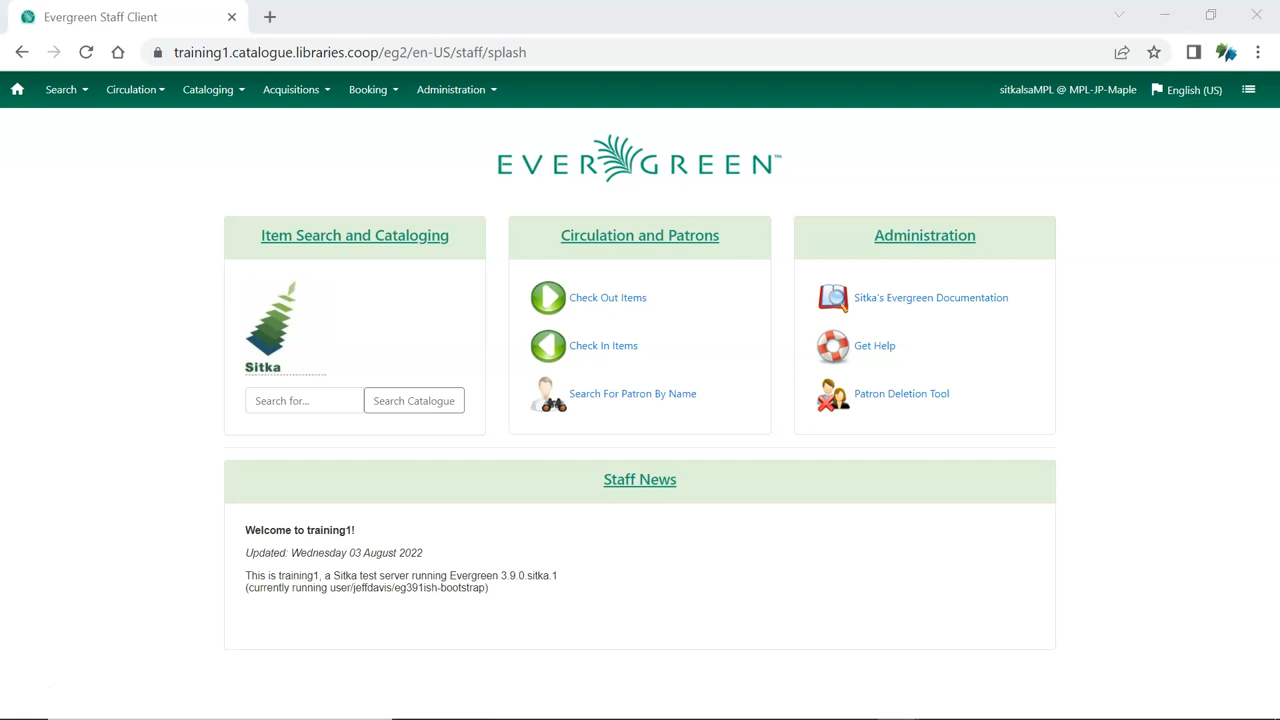 Evergreen Staff Client
training1.catalogue.libraries.coop/eg2/en-US/staff/splash
Search Circulation Cataloging Acquisitions Booking Administration sitkalsaMPL @ MPL-JP-Maple English (US)
EVERGREEN™
Item Search and Cataloging
Sitka
Search for... Search Catalogue
Circulation and Patrons
Check Out Items
Check In Items
Search For Patron By Name
Administration
Sitka's Evergreen Documentation
Get Help
Patron Deletion Tool
Staff News
Welcome to training1!
Updated: Wednesday 03 August 2022
This is training1, a Sitka test server running Evergreen 3.9.0.sitka.1
(currently running user/jeffdavis/eg391ish-bootstrap)